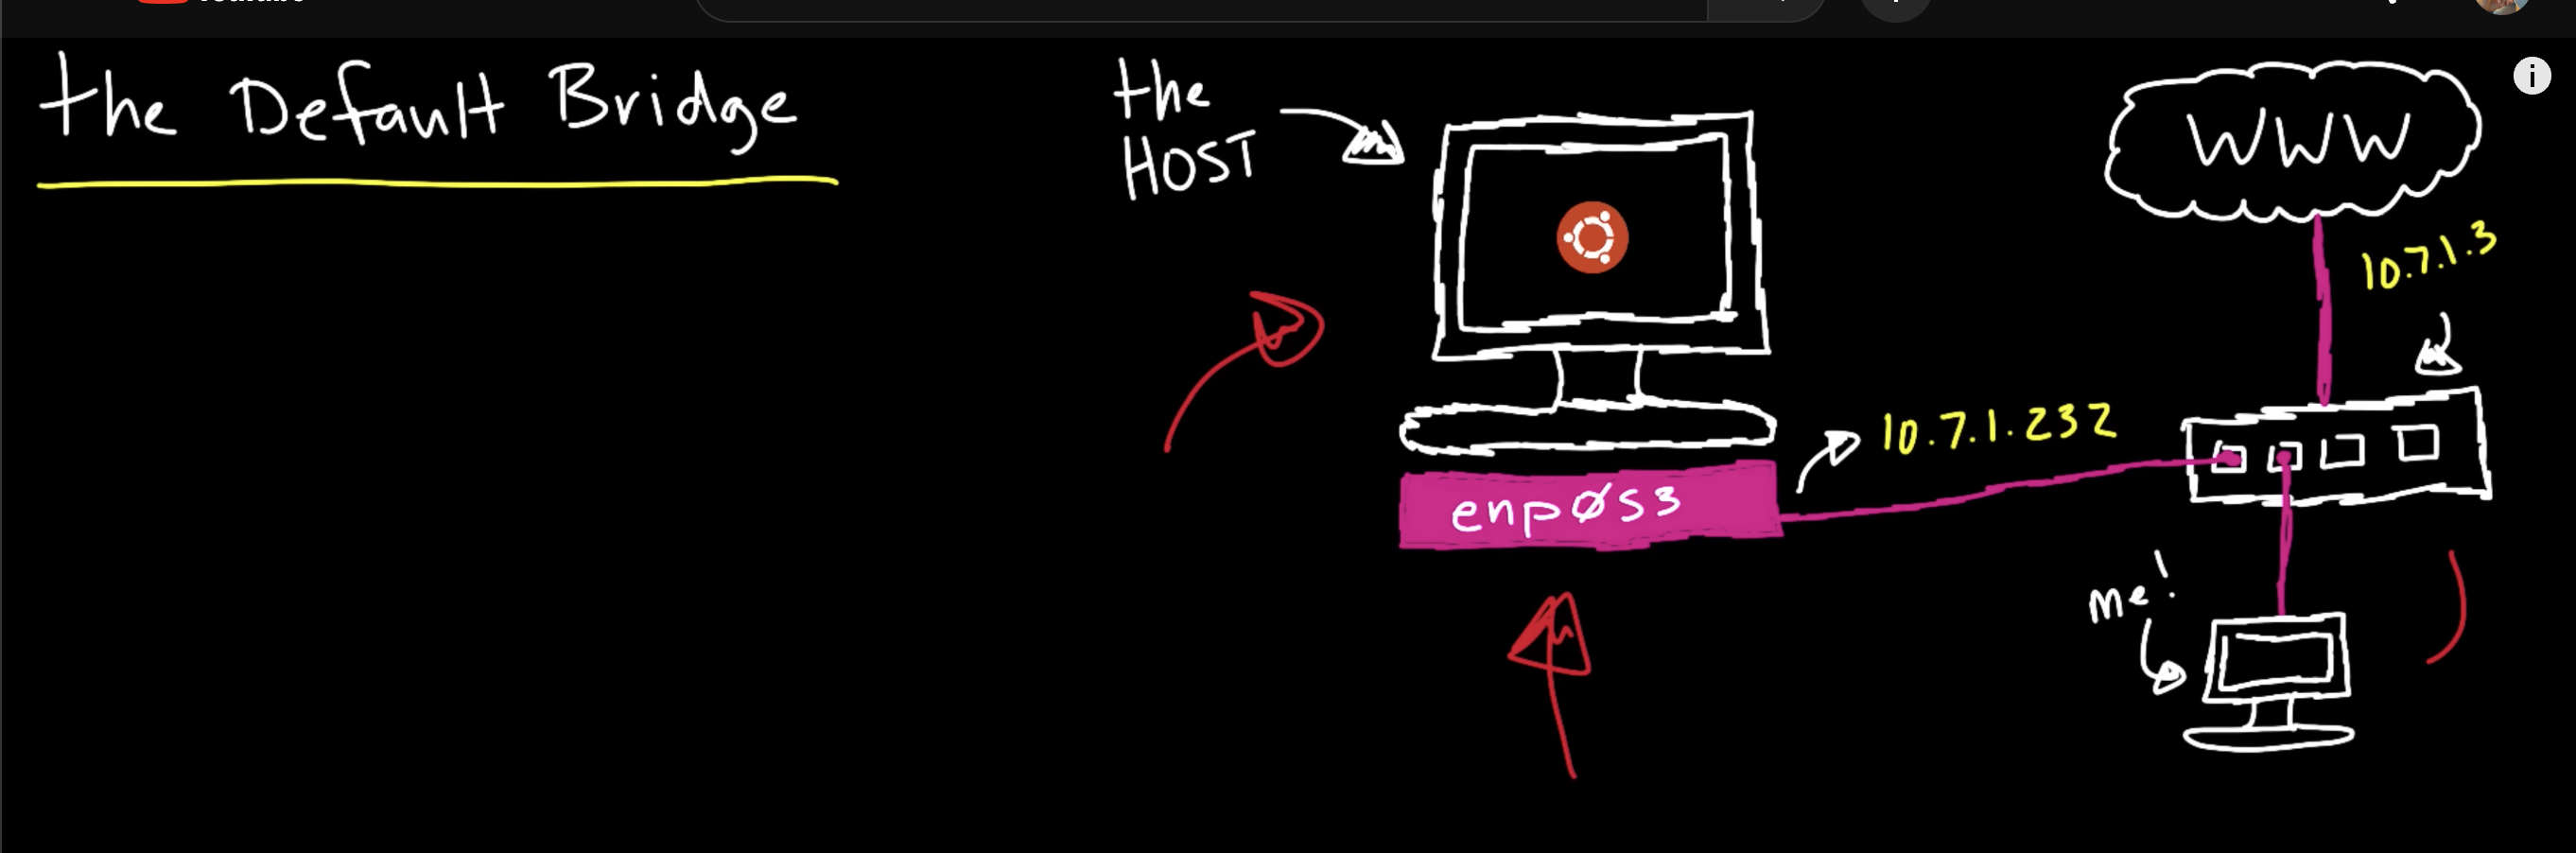 the Default Bridge
the
HOST
WWW
10.7.1.3
10.7.1.232
enpØs3
me!